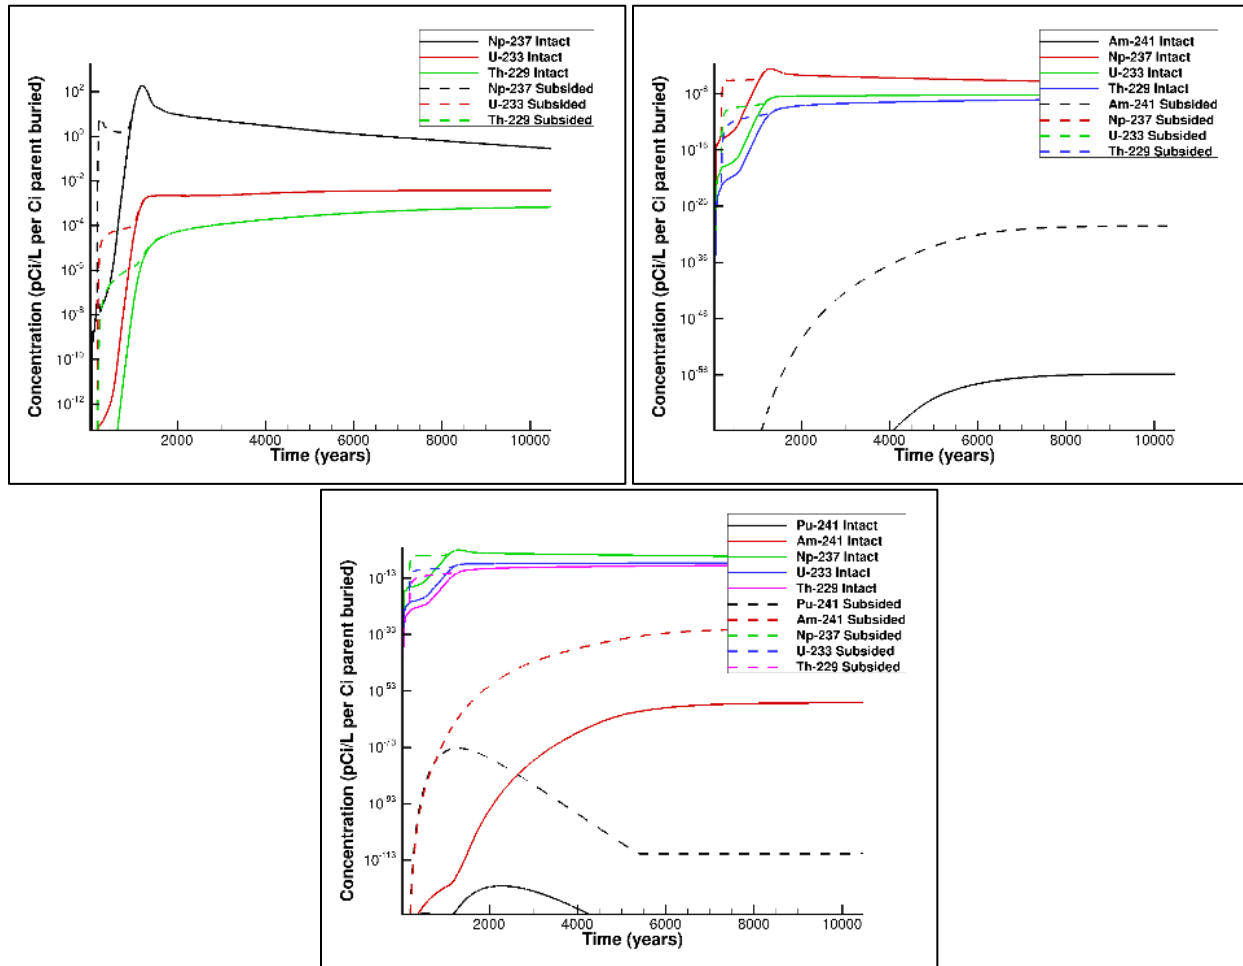 Concentration (pCi/L per Ci parent buried)
10²
10⁰
10⁻²
10⁻⁴
10⁻⁶
10⁻⁸
10⁻¹⁰
10⁻¹²
Np-237 Intact
U-233 Intact
Th-229 Intact
Np-237 Subsided
U-233 Subsided
Th-229 Subsided
2000 4000 6000 8000 10000
Time (years)
Concentration (pCi/L per Ci parent buried)
10⁻⁸
10⁻¹⁶
10⁻²⁶
10⁻³⁶
10⁻⁴⁶
10⁻⁵⁶
Am-241 Intact
Np-237 Intact
U-233 Intact
Th-229 Intact
Am-241 Subsided
Np-237 Subsided
U-233 Subsided
Th-229 Subsided
2000 4000 6000 8000 10000
Time (years)
Concentration (pCi/L per Ci parent buried)
10⁻¹³
10⁻³³
10⁻⁵³
10⁻⁷³
10⁻⁹³
10⁻¹¹³
Pu-241 Intact
Am-241 Intact
Np-237 Intact
U-233 Intact
Th-229 Intact
Pu-241 Subsided
Am-241 Subsided
Np-237 Subsided
U-233 Subsided
Th-229 Subsided
2000 4000 6000 8000 10000
Time (years)